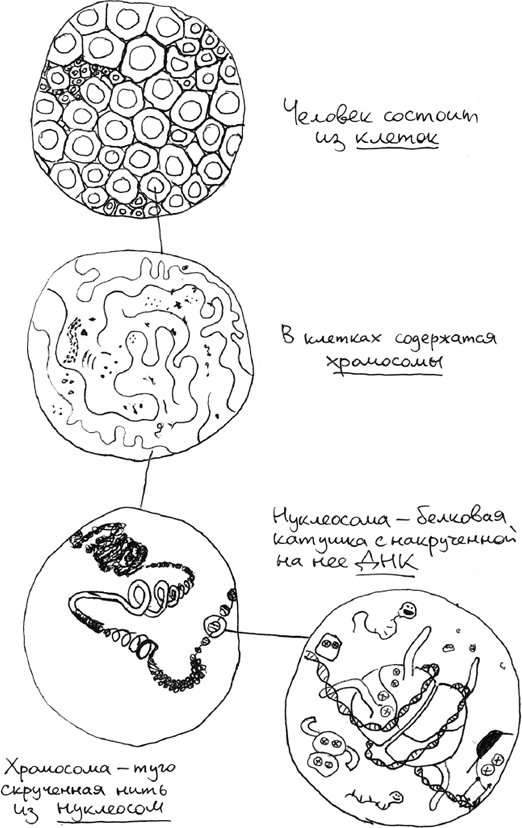 Человек состоит
из клеток
В клетках содержатся
хромосомы
Нуклеосома – белковая
катушка с накрученной
на нее ДНК
Хромосома – туго
скрученная нить
из нуклеосом